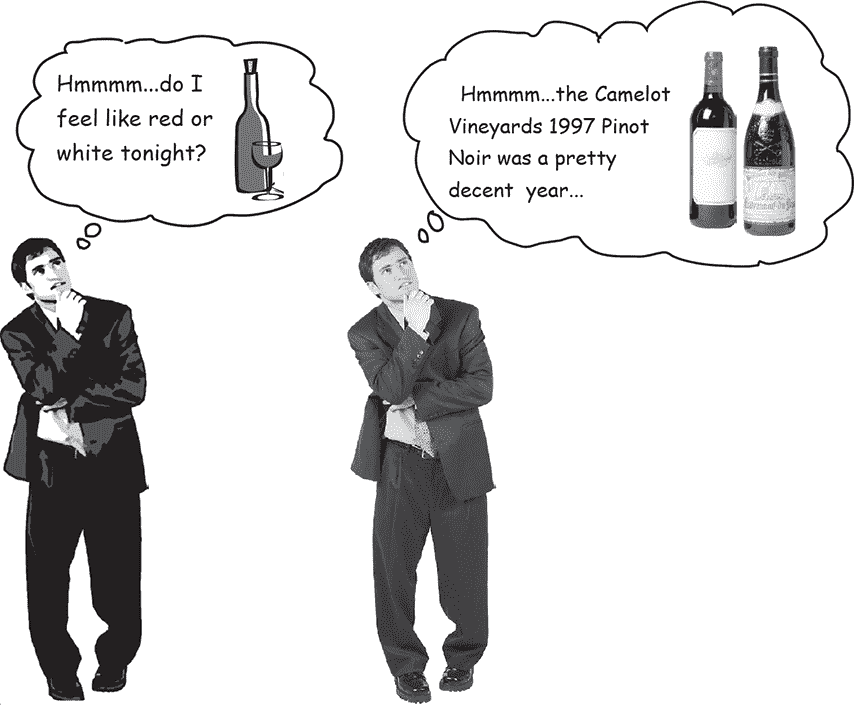 Hmmmm...do I
feel like red or
white tonight?
Hmmmm...the Camelot
Vineyards 1997 Pinot
Noir was a pretty
decent year...